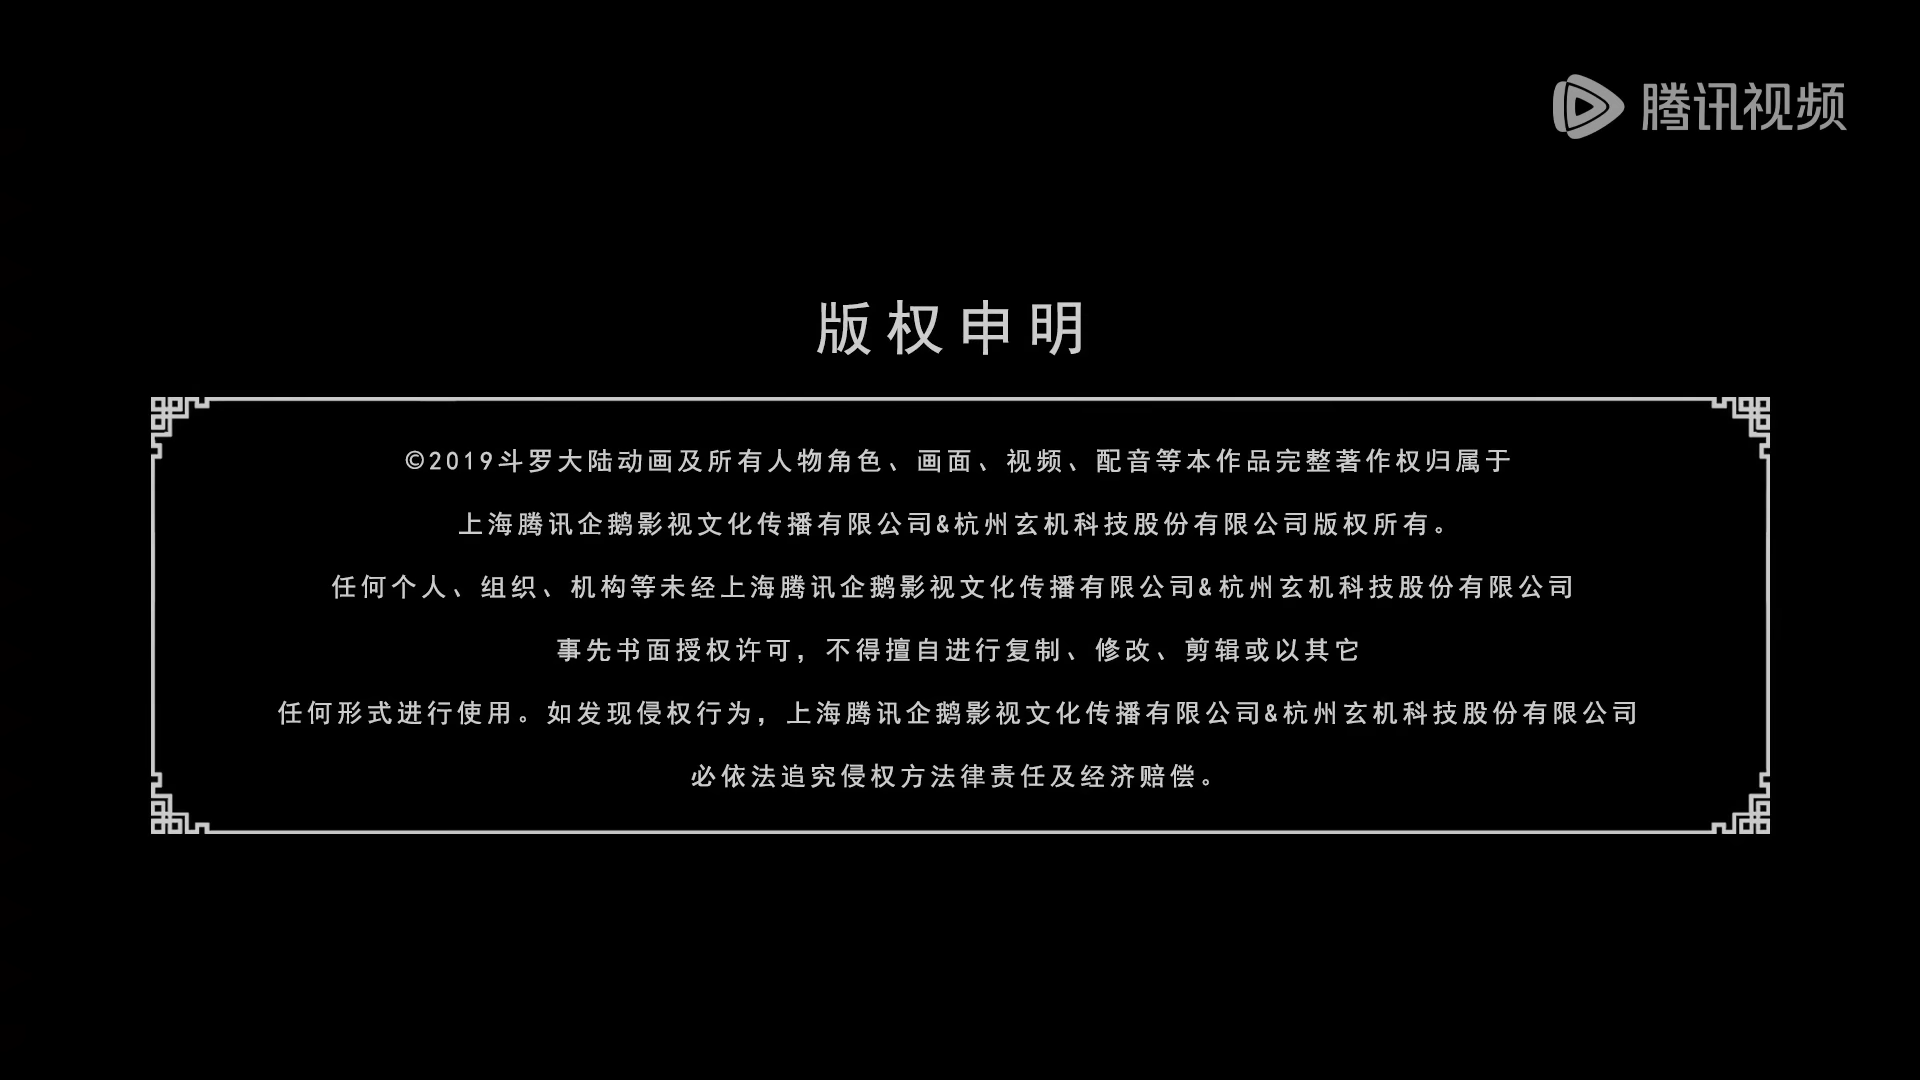 腾讯视频
版权申明
©2019斗罗大陆动画及所有人物角色、画面、视频、配音等本作品完整著作权归属于
上海腾讯企鹅影视文化传播有限公司&杭州玄机科技股份有限公司版权所有。
任何个人、组织、机构等未经上海腾讯企鹅影视文化传播有限公司&杭州玄机科技股份有限公司
事先书面授权许可，不得擅自进行复制、修改、剪辑或以其它
任何形式进行使用。如发现侵权行为，上海腾讯企鹅影视文化传播有限公司&杭州玄机科技股份有限公司
必依法追究侵权方法律责任及经济赔偿。